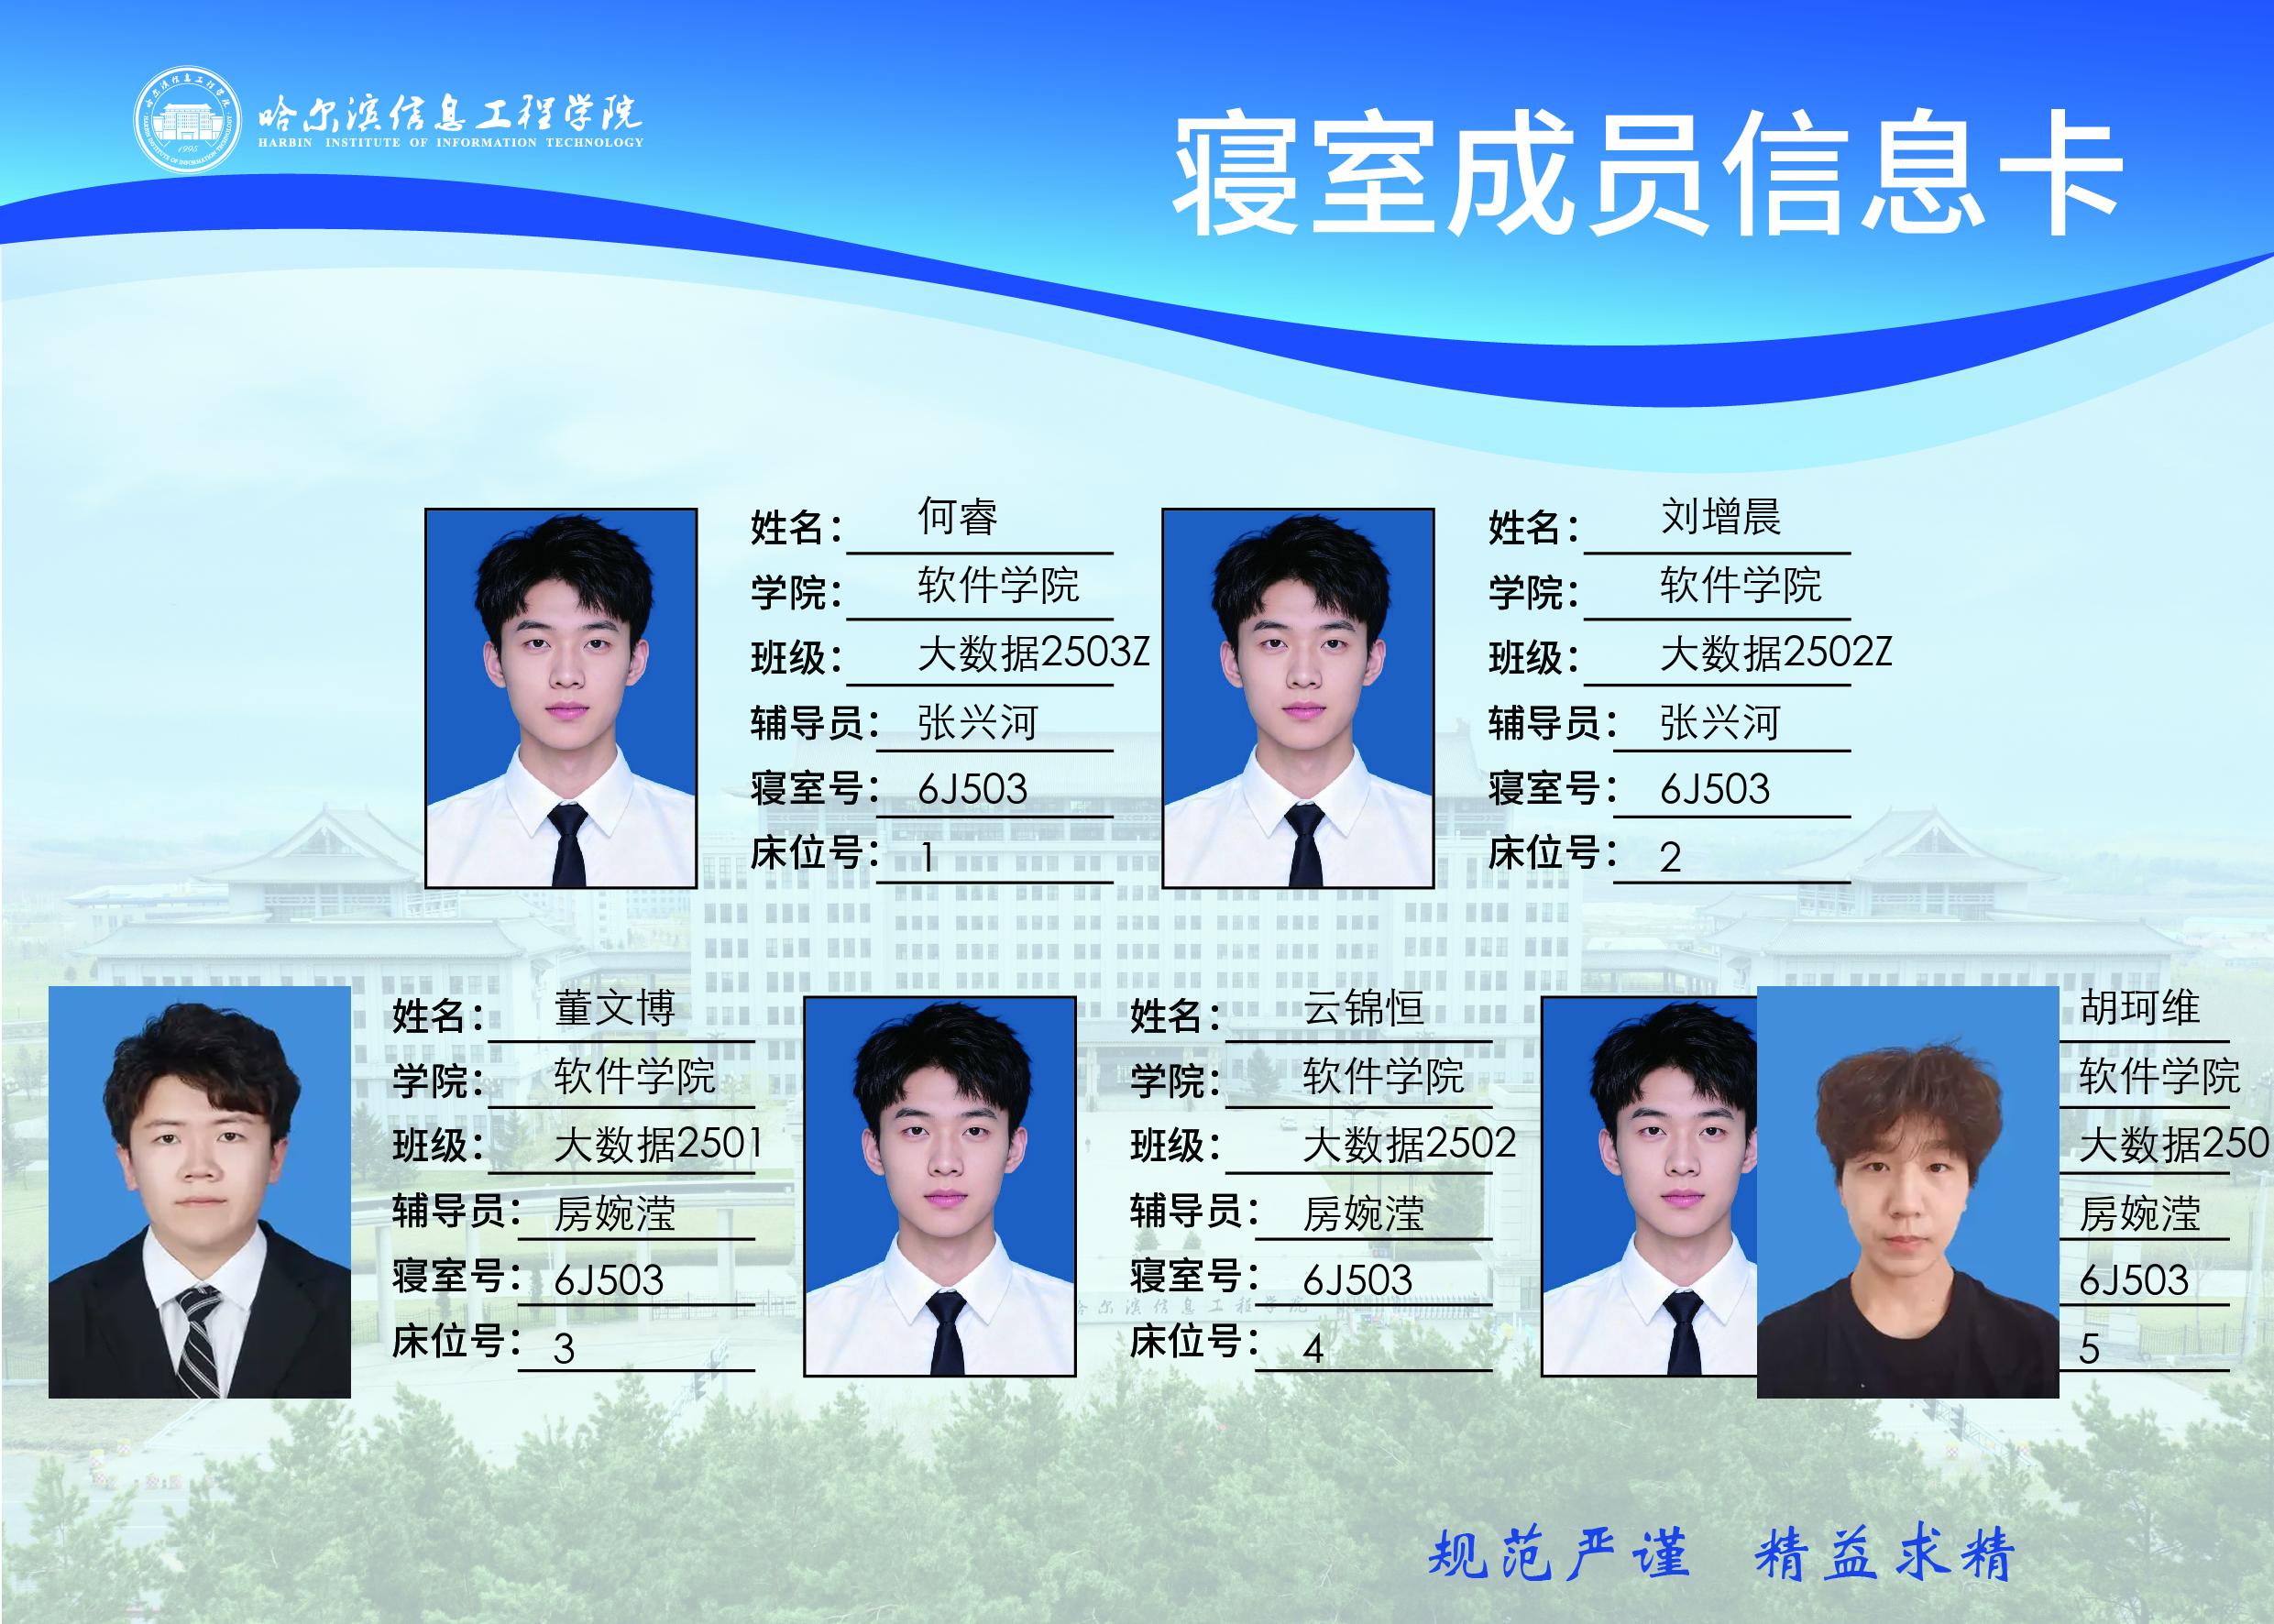 哈尔滨信息工程学院
HARBIN INSTITUTE OF INFORMATION TECHNOLOGY
寝室成员信息卡
姓名： 何睿
学院： 软件学院
班级： 大数据2503Z
辅导员： 张兴河
寝室号： 6J503
床位号： 1
姓名： 刘增晨
学院： 软件学院
班级： 大数据2502Z
辅导员： 张兴河
寝室号： 6J503
床位号： 2
姓名： 董文博
学院： 软件学院
班级： 大数据2501
辅导员： 房婉滢
寝室号： 6J503
床位号： 3
姓名： 云锦恒
学院： 软件学院
班级： 大数据2502
辅导员： 房婉滢
寝室号： 6J503
床位号： 4
胡珂维
软件学院
大数据250
房婉滢
6J503
5
哈尔滨信息工程学院
规范严谨 精益求精